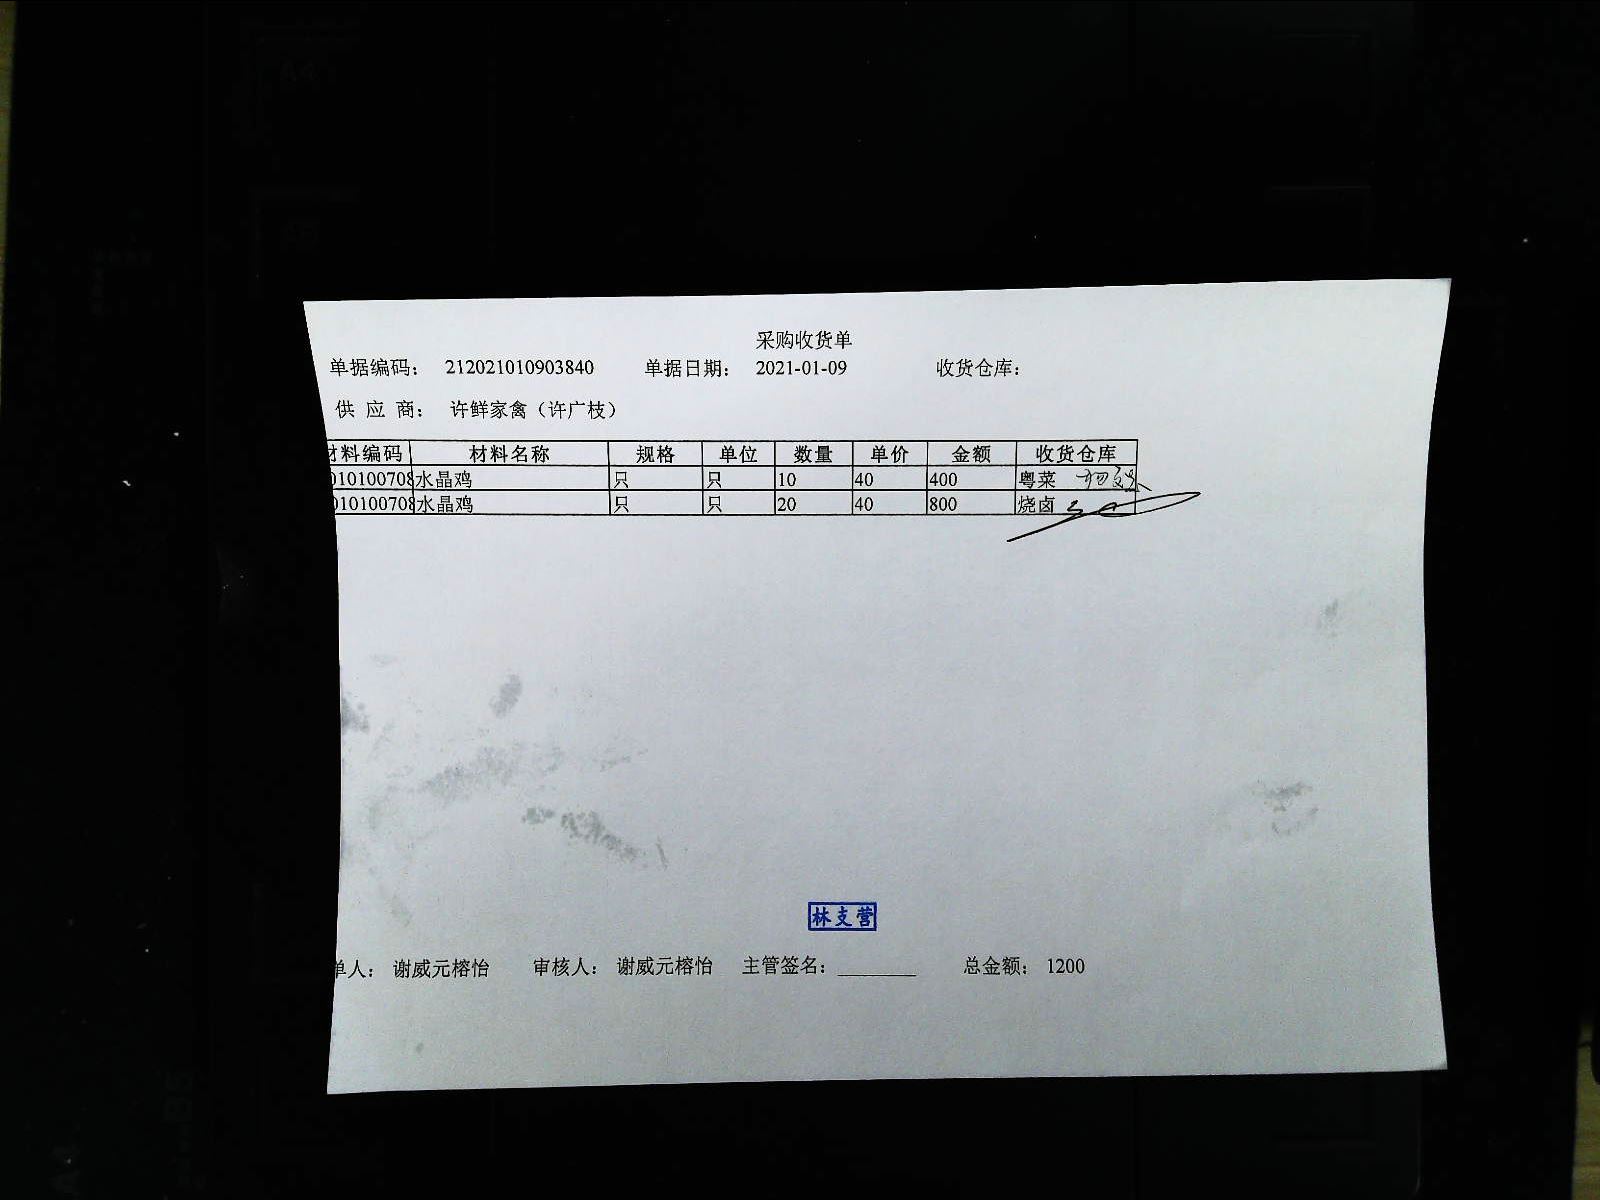 采购收货单
单据编码： 212021010903840 单据日期： 2021-01-09 收货仓库：
供 应 商： 许鲜家禽（许广枝）
材料编码 材料名称 规格 单位 数量 单价 金额 收货仓库
010100708 水晶鸡 只 只 10 40 400 粤菜
010100708 水晶鸡 只 只 20 40 800 烧卤
林支营
单人： 谢威元榕怡 审核人： 谢威元榕怡 主管签名：________ 总金额： 1200